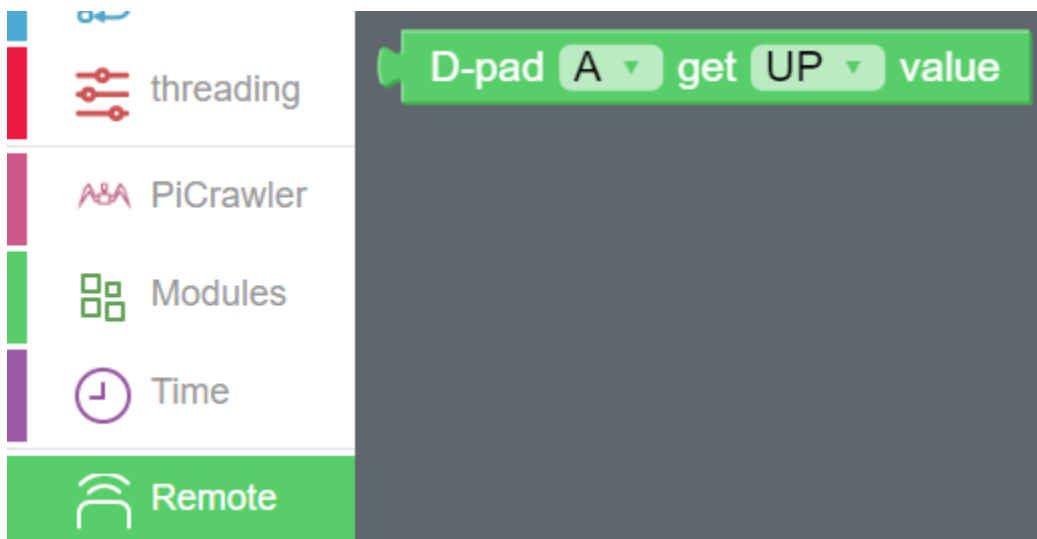 D-pad A get UP value
threading
PiCrawler
Modules
Time
Remote